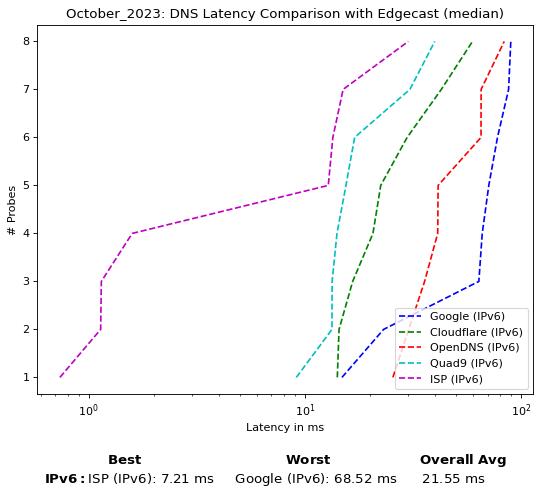 October_2023: DNS Latency Comparison with Edgecast (median)
8
7
6
5
4
3
2
1
# Probes
Google (IPv6)
Cloudflare (IPv6)
OpenDNS (IPv6)
Quad9 (IPv6)
ISP (IPv6)
10⁰ 10¹ 10²
Latency in ms
Best Worst Overall Avg
IPv6: ISP (IPv6): 7.21 ms Google (IPv6): 68.52 ms 21.55 ms